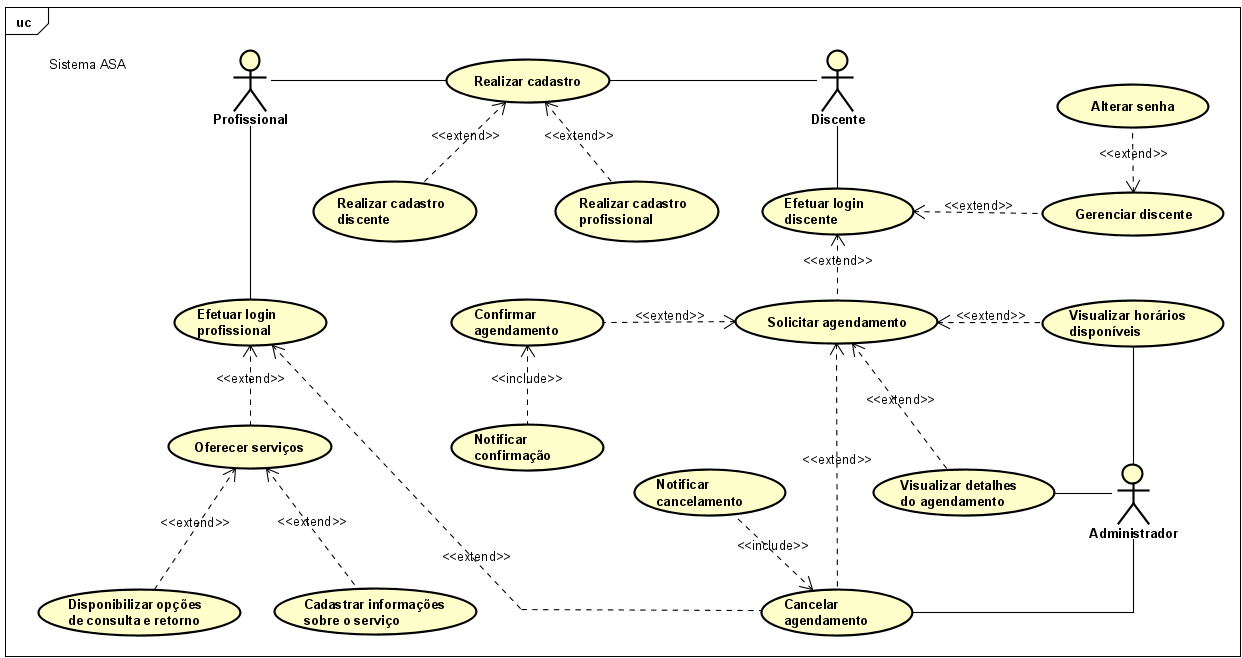 uc
Sistema ASA
Profissional
Realizar cadastro
Discente
Alterar senha
<<extend>>
<<extend>>
<<extend>>
Realizar cadastro
discente
Realizar cadastro
profissional
Efetuar login
discente
<<extend>>
Gerenciar discente
<<extend>>
Efetuar login
profissional
Confirmar
agendamento
<<extend>>
Solicitar agendamento
<<extend>>
Visualizar horários
disponíveis
<<extend>>
<<include>>
<<extend>>
Oferecer serviços
Notificar
confirmação
<<extend>>
Notificar
cancelamento
Visualizar detalhes
do agendamento
<<extend>>
<<extend>>
Administrador
<<include>>
<<extend>>
Disponibilizar opções
de consulta e retorno
Cadastrar informações
sobre o serviço
Cancelar
agendamento